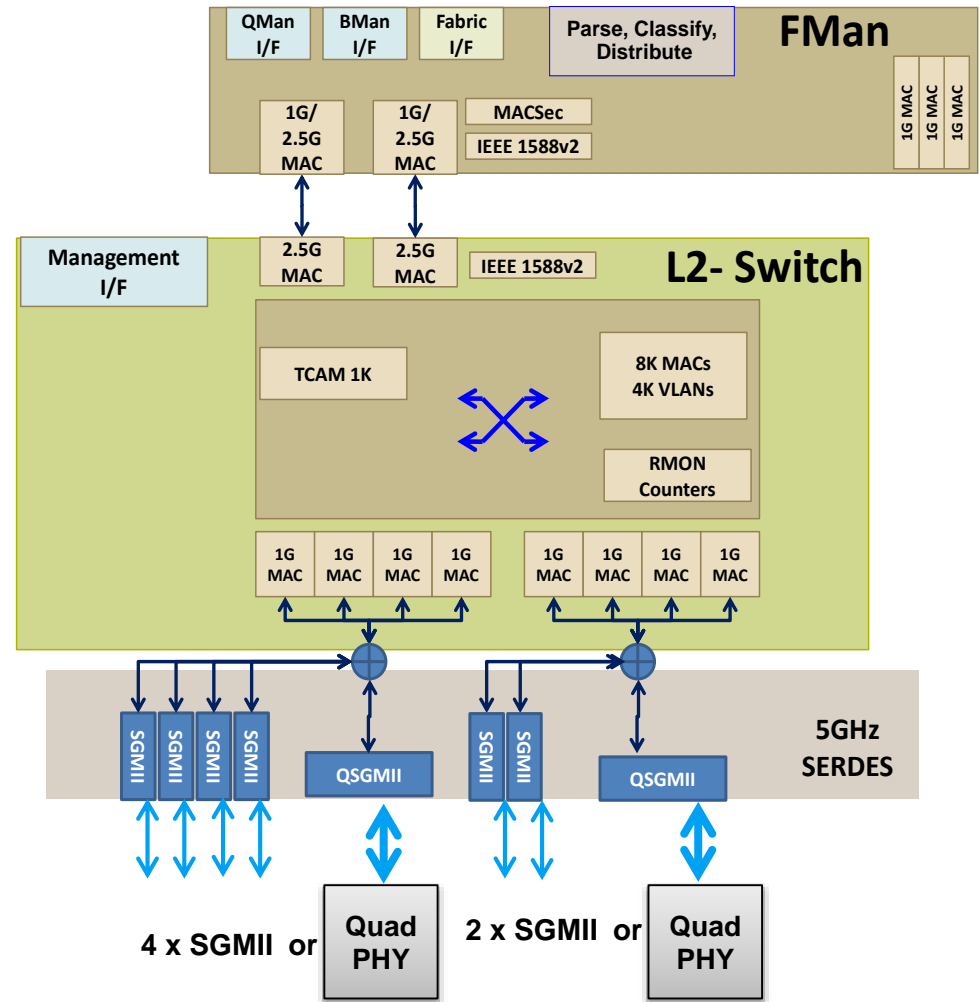 QMan
I/F
BMan
I/F
Fabric
I/F
Parse, Classify,
Distribute
FMan
1G MAC
1G MAC
1G MAC
1G/
2.5G
MAC
1G/
2.5G
MAC
MACSec
IEEE 1588v2
Management
I/F
2.5G
MAC
2.5G
MAC
IEEE 1588v2
L2- Switch
TCAM 1K
8K MACs
4K VLANs
RMON
Counters
1G
MAC
1G
MAC
1G
MAC
1G
MAC
1G
MAC
1G
MAC
1G
MAC
1G
MAC
SGMII
SGMII
SGMII
SGMII
QSGMII
SGMII
SGMII
QSGMII
5GHz
SERDES
4 x SGMII or
Quad
PHY
2 x SGMII or
Quad
PHY